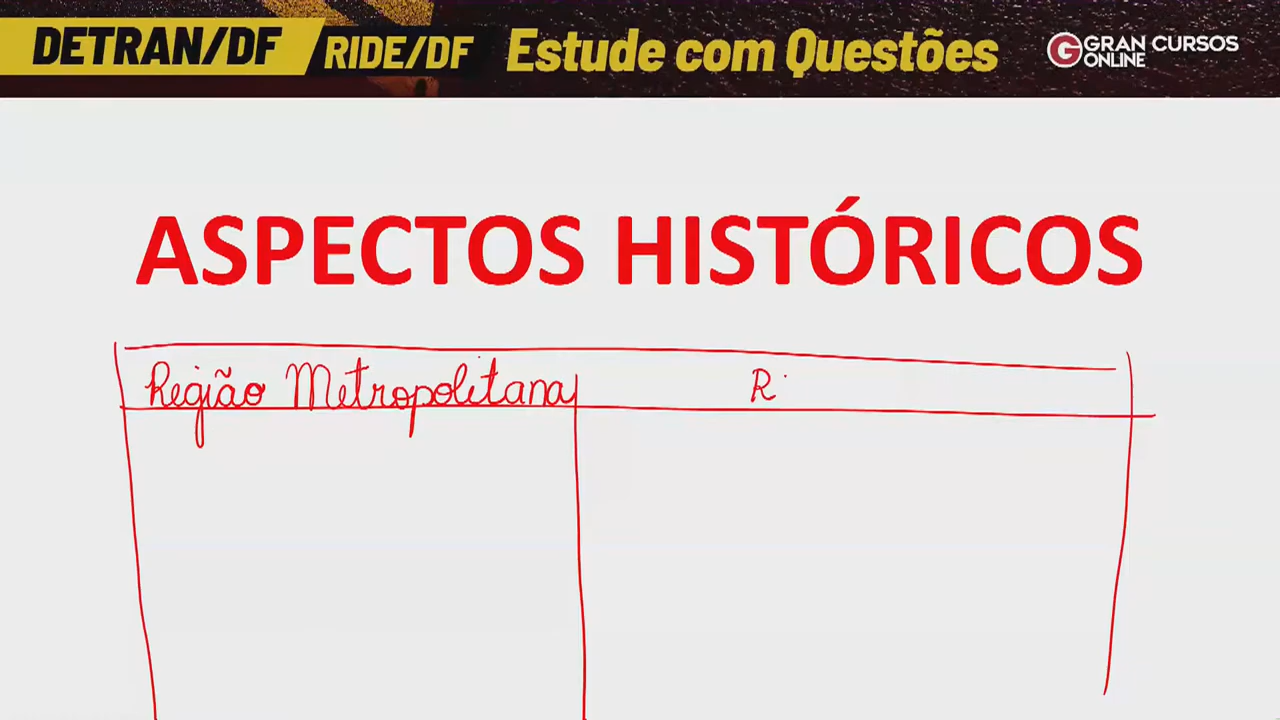 DETRAN/DF RIDE/DF Estude com Questões GRAN CURSOS
ONLINE
ASPECTOS HISTÓRICOS
Região Metropolitana R